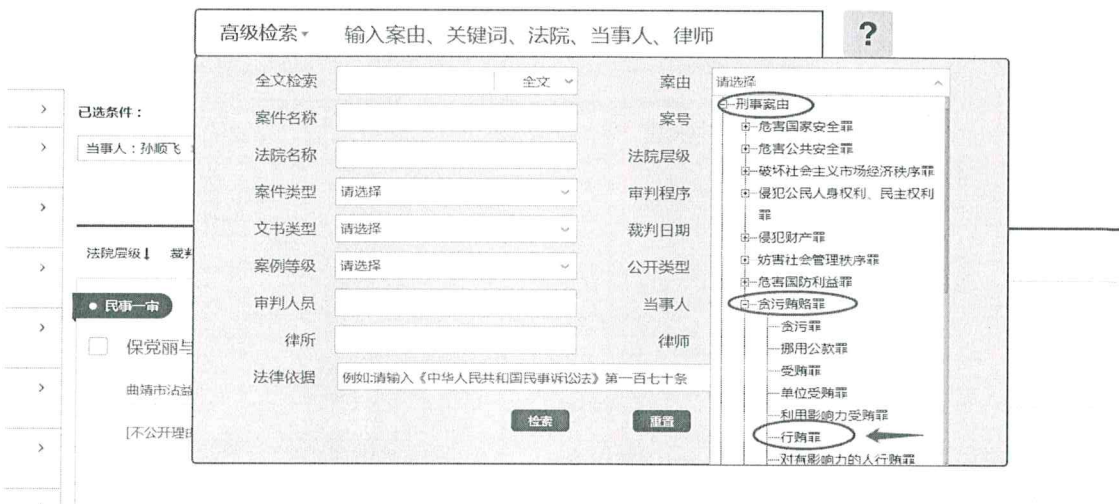 高级检索 输入案由、关键词、法院、当事人、律师 ?
全文检索 全文 案由 请选择
已选条件：
案件名称 案号
当事人：孙顺飞
法院名称 法院层级
案件类型 请选择 审判程序
文书类型 请选择 裁判日期
法院层级 裁判
案例等级 请选择 公开类型
民事一审
审判人员 当事人
保党丽与
律所 律师
法律依据 例如:请输入《中华人民共和国民事诉讼法》第一百七十条
曲靖市沾益
检索 重置
[不公开理由
刑事案由
危害国家安全罪
危害公共安全罪
破坏社会主义市场经济秩序罪
侵犯公民人身权利、民主权利
罪
侵犯财产罪
妨害社会管理秩序罪
危害国防利益罪
贪污贿赂罪
贪污罪
挪用公款罪
受贿罪
单位受贿罪
利用影响力受贿罪
行贿罪
对有影响力的人行贿罪